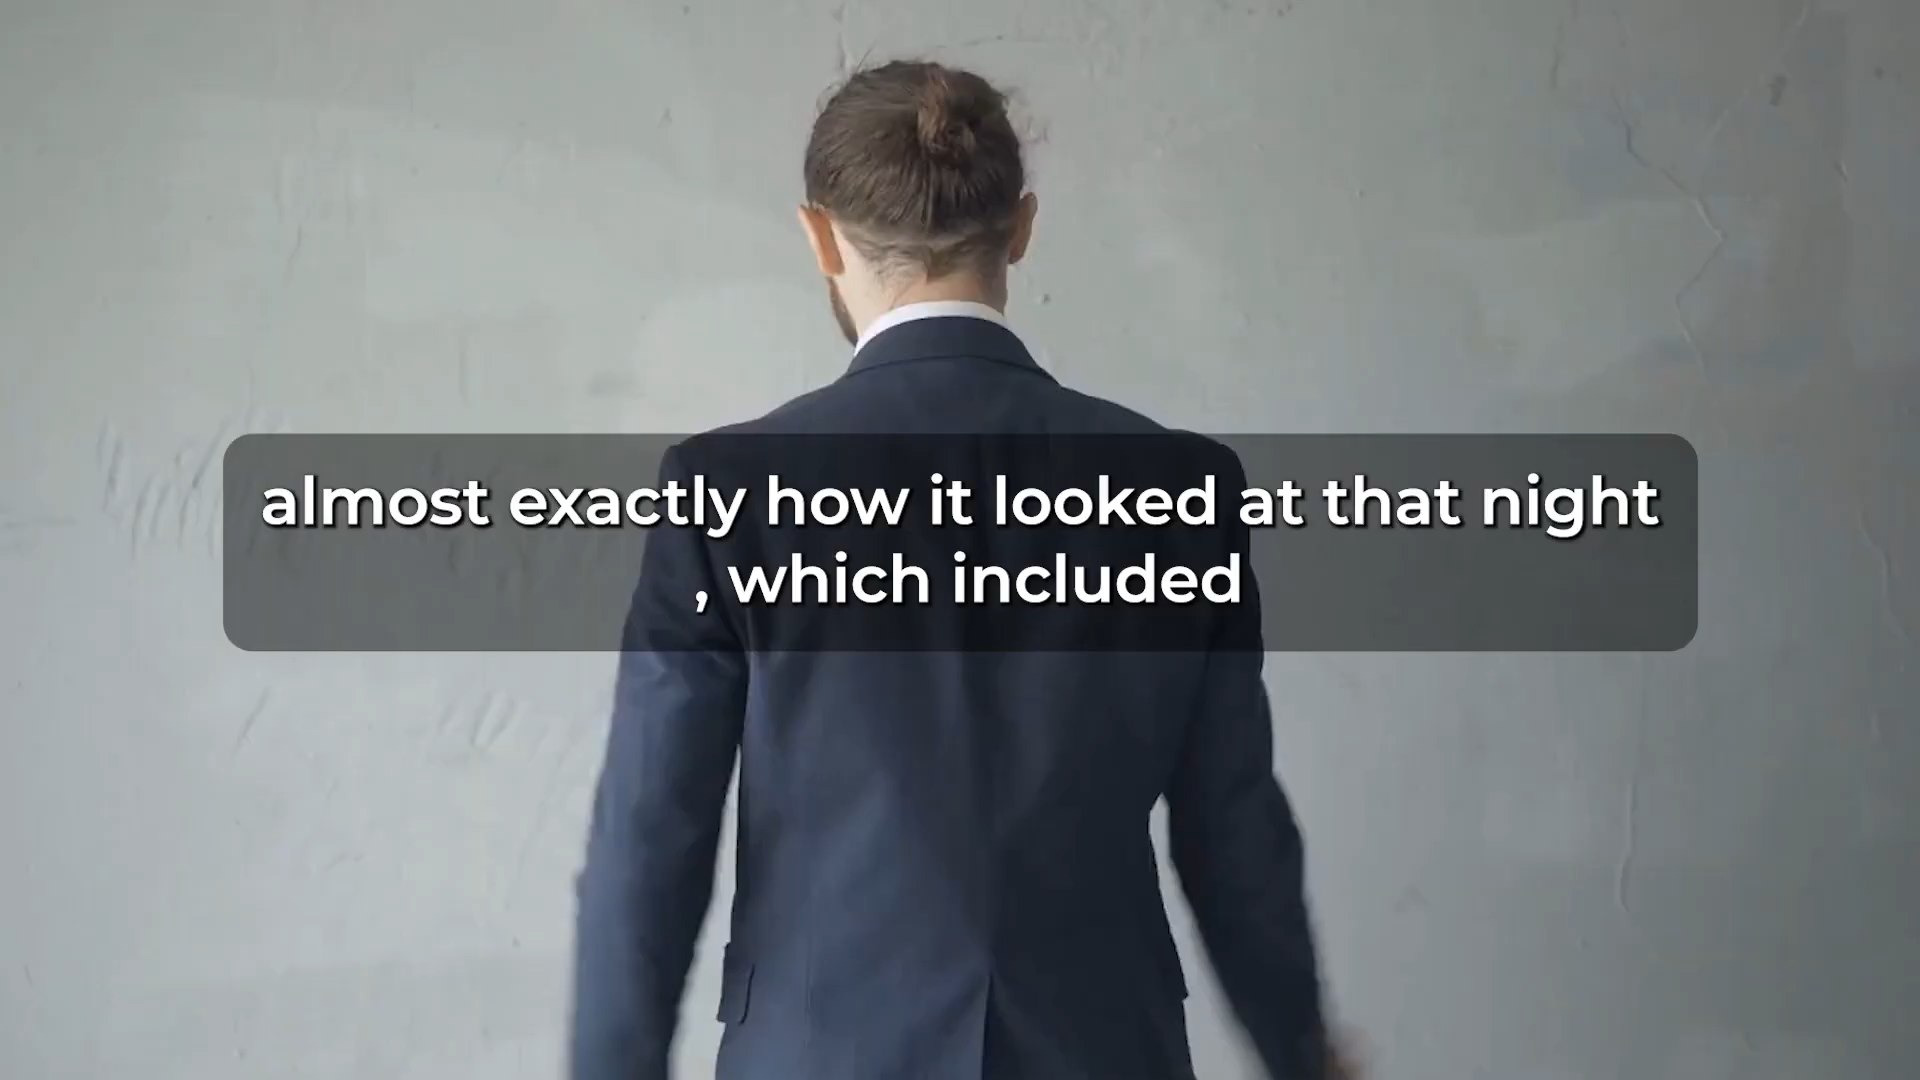 almost exactly how it looked at that night
, which included